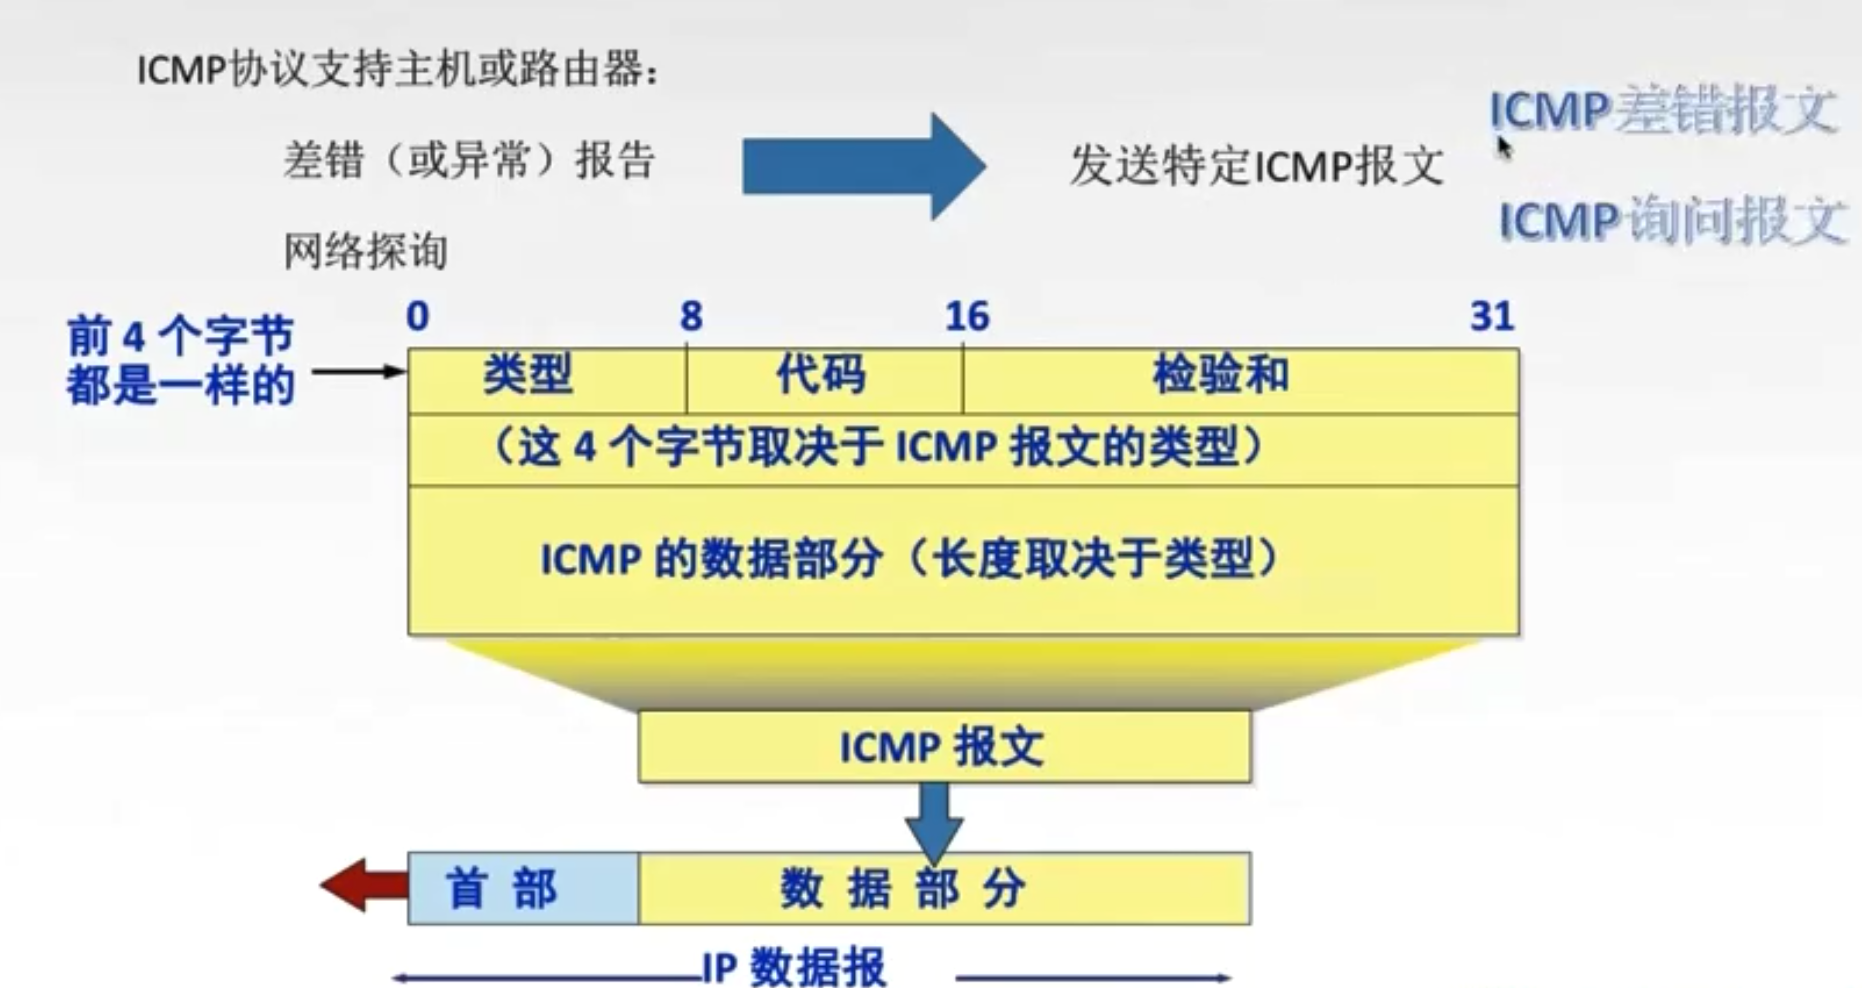 ICMP协议支持主机或路由器：
差错（或异常）报告
网络探询
发送特定ICMP报文
ICMP差错报文
ICMP询问报文
前 4 个字节
都是一样的
0 8 16 31
类型 代码 检验和
（这 4 个字节取决于 ICMP 报文的类型）
ICMP 的数据部分（长度取决于类型）
ICMP 报文
首 部 数 据 部 分
IP 数据报